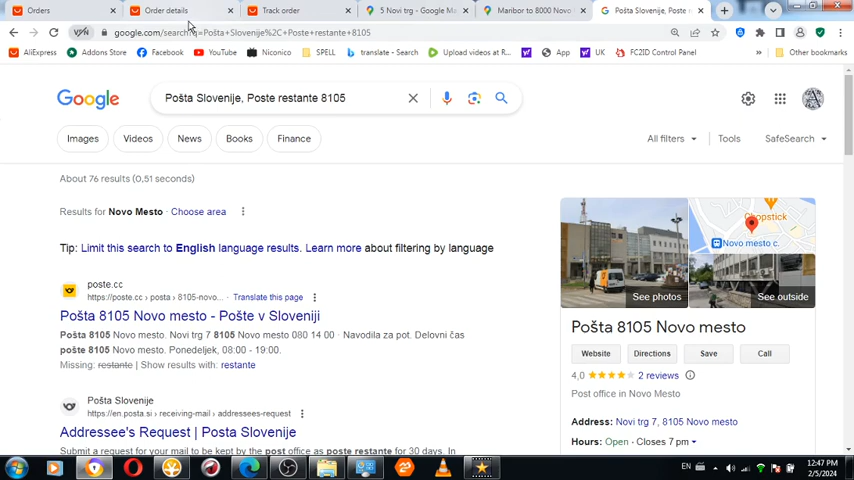 Orders
Order details
Track order
5 Novi trg - Google Ma
Maribor to 8000 Novo
Pošta Slovenije, Poste r
VPN
google.com/search?q=Pošta+Slovenije%2C+Poste+restante+8105
AliExpress
Addons Store
Facebook
YouTube
Niconico
SPELL
translate - Search
Upload videos at R...
App
UK
FC2ID Control Panel
»
Other bookmarks
Google
Pošta Slovenije, Poste restante 8105
Images
Videos
News
Books
Finance
All filters
Tools
SafeSearch
About 76 results (0,51 seconds)
Results for Novo Mesto · Choose area
Tip: Limit this search to English language results. Learn more about filtering by language
poste.cc
https://poste.cc › posta › 8105-novo... · Translate this page
Pošta 8105 Novo mesto - Pošte v Sloveniji
Pošta 8105 Novo mesto. Novi trg 7 8105 Novo mesto 080 14 00 · Navodila za pot. Delovni čas
pošte 8105 Novo mesto. Ponedeljek, 08:00 - 19:00.
Missing: restante | Show results with: restante
Pošta Slovenije
https://en.posta.si › receiving-mail › addressees-request
Addressee's Request | Posta Slovenije
Submit a request for your mail to be kept by the post office as poste restante for 30 days. In
Chopstick
Novo mesto c.
See photos
See outside
Pošta 8105 Novo mesto
Website
Directions
Save
Call
4,0
2 reviews
Post office in Novo Mesto
Address: Novi trg 7, 8105 Novo mesto
Hours: Open · Closes 7 pm
EN
12:47 PM
2/5/2024